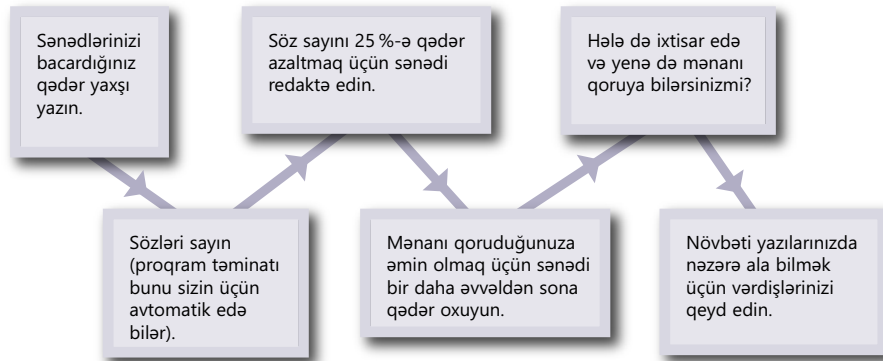 Sənədlərinizi
bacardığınız
qədər yaxşı
yazın.
Sözləri sayın
(proqram təminatı
bunu sizin üçün
avtomatik edə
bilər).
Söz sayını 25 %-ə qədər
azaltmaq üçün sənədi
redaktə edin.
Mənanı qoruduğunuza
əmin olmaq üçün sənədi
bir daha əvvəldən sona
qədər oxuyun.
Hələ də ixtisar edə
və yenə də mənanı
qoruya bilərsinizmi?
Növbəti yazılarınızda
nəzərə ala bilmək
üçün vərdişlərinizi
qeyd edin.